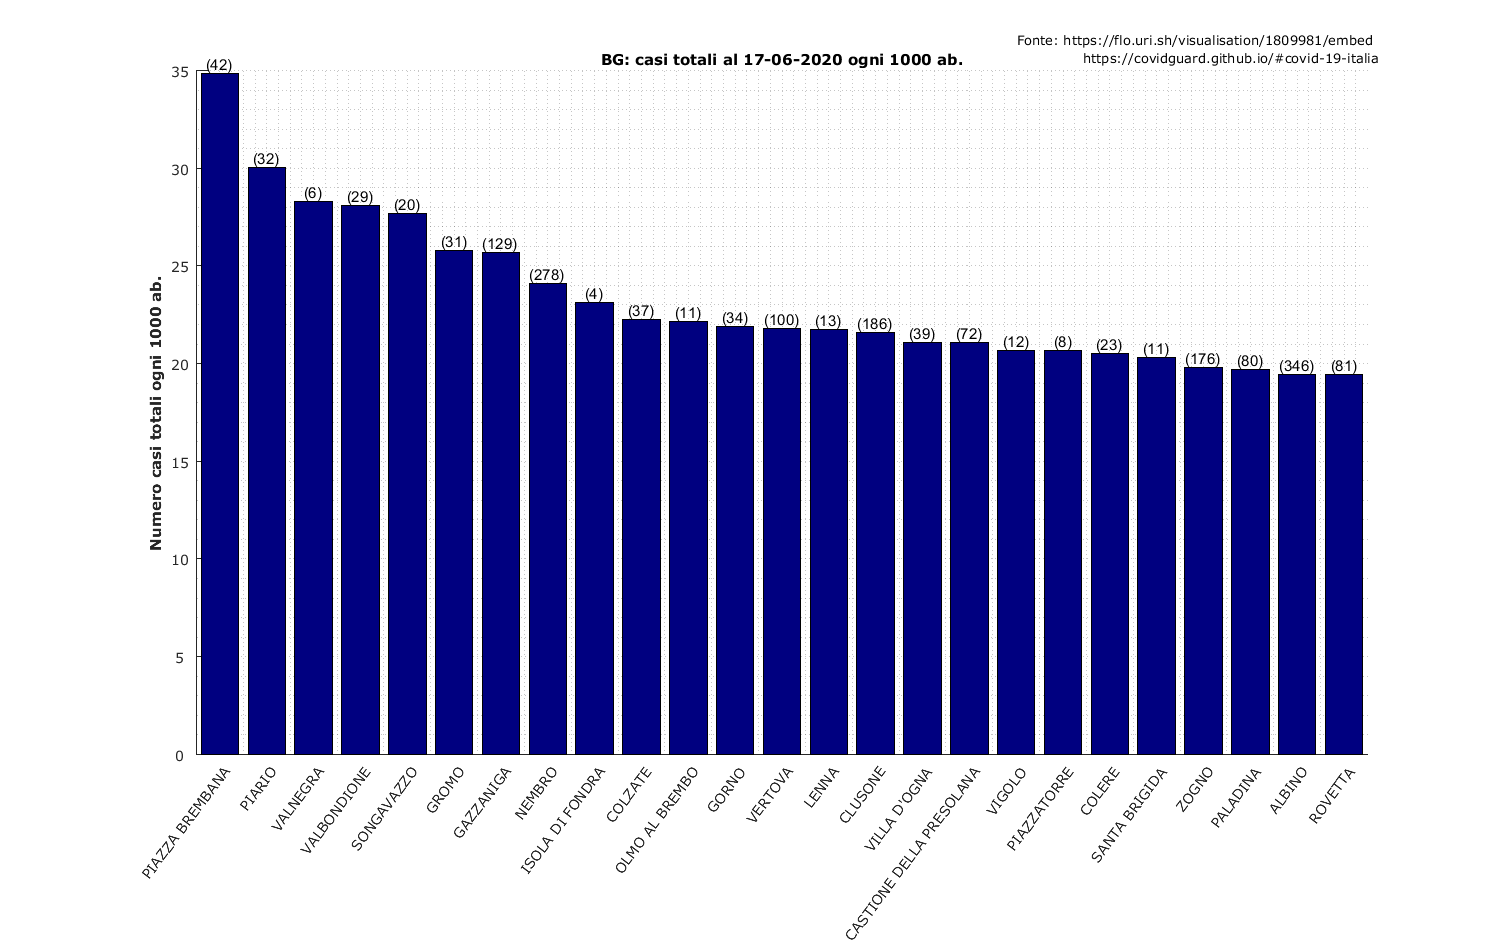 Fonte: https://flo.uri.sh/visualisation/1809981/embed
https://covidguard.github.io/#covid-19-italia
BG: casi totali al 17-06-2020 ogni 1000 ab.
Numero casi totali ogni 1000 ab.
35
30
25
20
15
10
5
0
(42)
(32)
(6)
(29)
(20)
(31)
(129)
(278)
(4)
(37)
(11)
(34)
(100)
(13)
(186)
(39)
(72)
(12)
(8)
(23)
(11)
(176)
(80)
(346)
(81)
PIAZZA BREMBANA
PIARIO
VALNEGRA
VALBONDIONE
SONGAVAZZO
GROMO
GAZZANIGA
NEMBRO
ISOLA DI FONDRA
COLZATE
OLMO AL BREMBO
GORNO
VERTOVA
LENNA
CLUSONE
VILLA D'OGNA
CASTIONE DELLA PRESOLANA
VIGOLO
PIAZZATORRE
COLERE
SANTA BRIGIDA
ZOGNO
PALADINA
ALBINO
ROVETTA